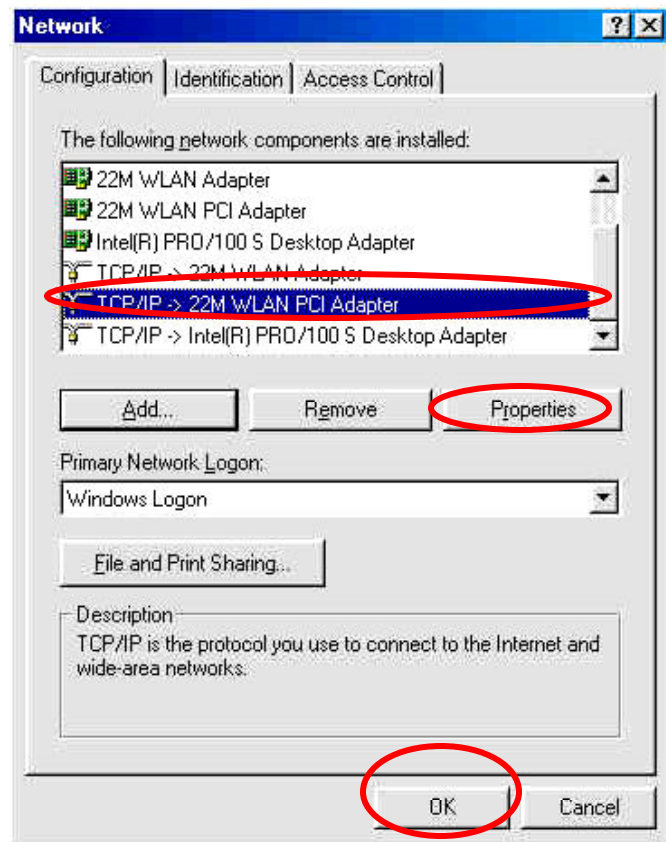 Network
Configuration Identification Access Control
The following network components are installed:
22M WLAN Adapter
22M WLAN PCI Adapter
Intel(R) PRO/100 S Desktop Adapter
TCP/IP -> 22M WLAN Adapter
TCP/IP -> 22M WLAN PCI Adapter
TCP/IP -> Intel(R) PRO/100 S Desktop Adapter
Add... Remove Properties
Primary Network Logon:
Windows Logon
File and Print Sharing...
Description
TCP/IP is the protocol you use to connect to the Internet and
wide-area networks.
OK Cancel